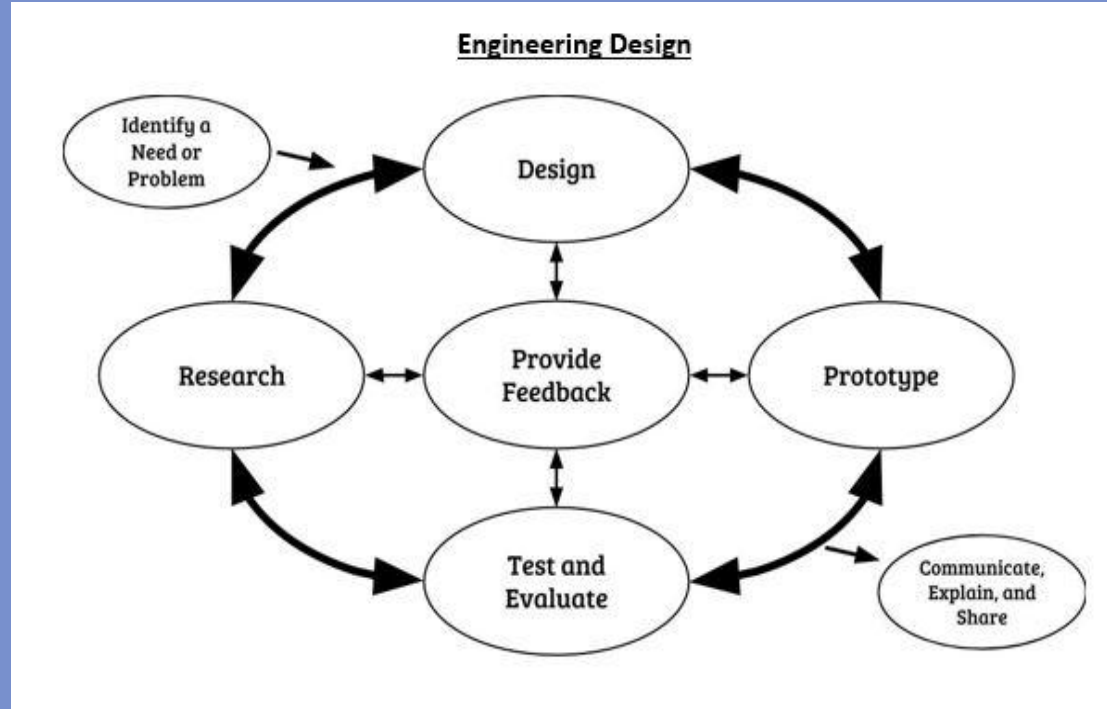 Engineering Design
Identify a
Need or
Problem
Design
Research
Provide
Feedback
Prototype
Test and
Evaluate
Communicate,
Explain, and
Share